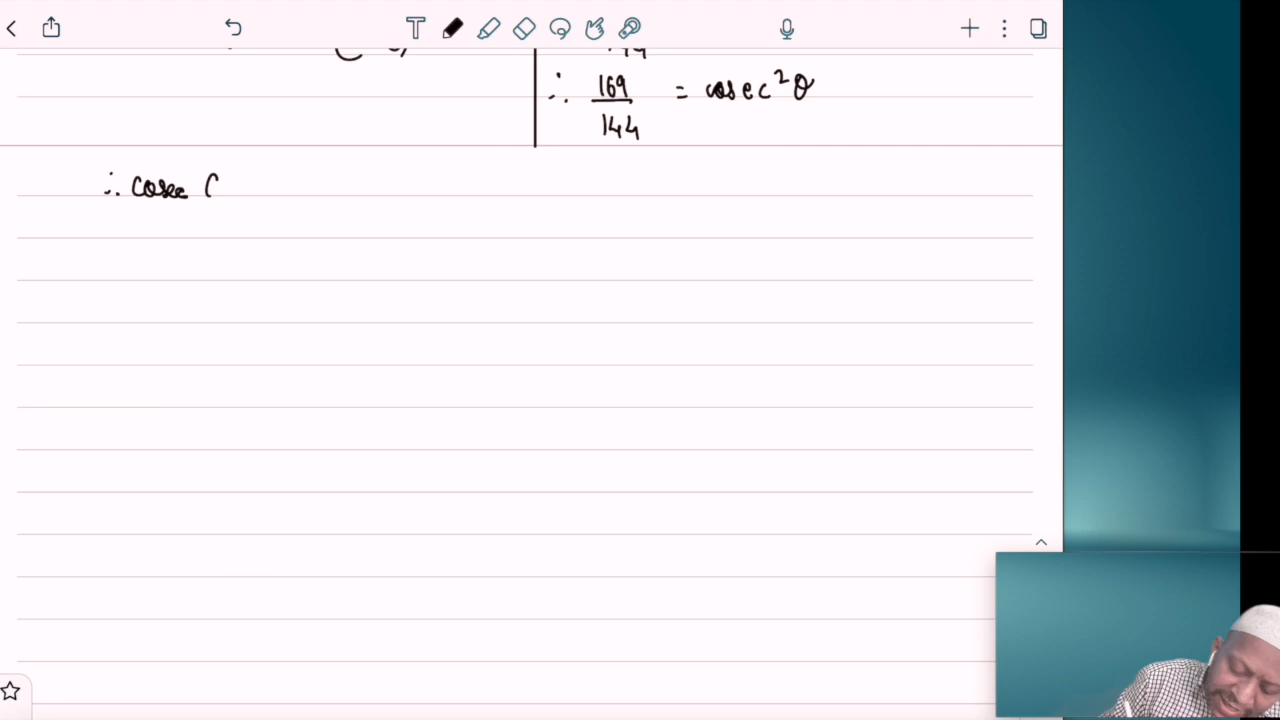 ∴ 169/144 = cosec²θ
∴ cosec (